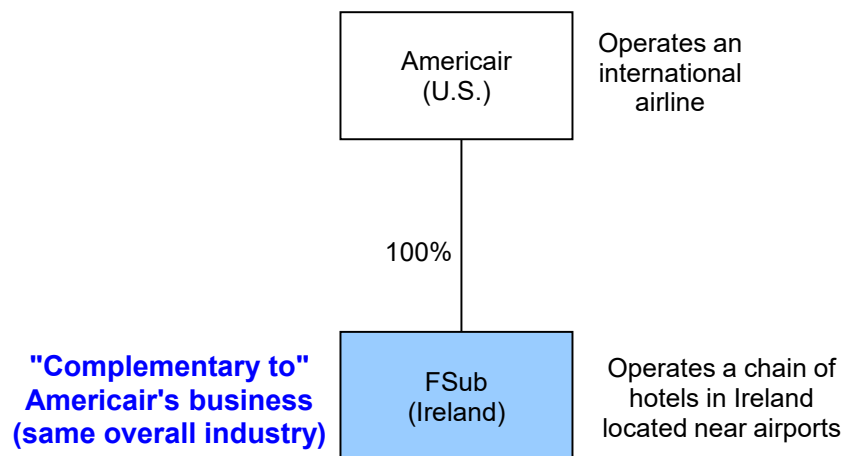 Americair
(U.S.)
Operates an
international
airline
100%
"Complementary to"
Americair's business
(same overall industry)
FSub
(Ireland)
Operates a chain of
hotels in Ireland
located near airports